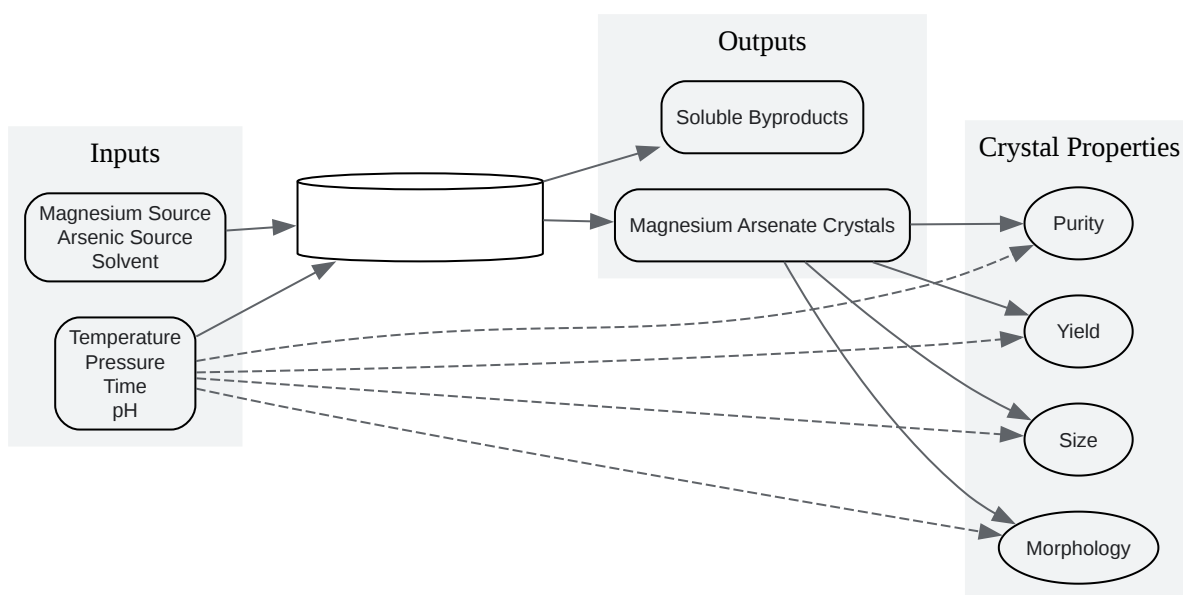 Inputs
Magnesium Source
Arsenic Source
Solvent
Temperature
Pressure
Time
pH
Outputs
Soluble Byproducts
Magnesium Arsenate Crystals
Crystal Properties
Purity
Yield
Size
Morphology